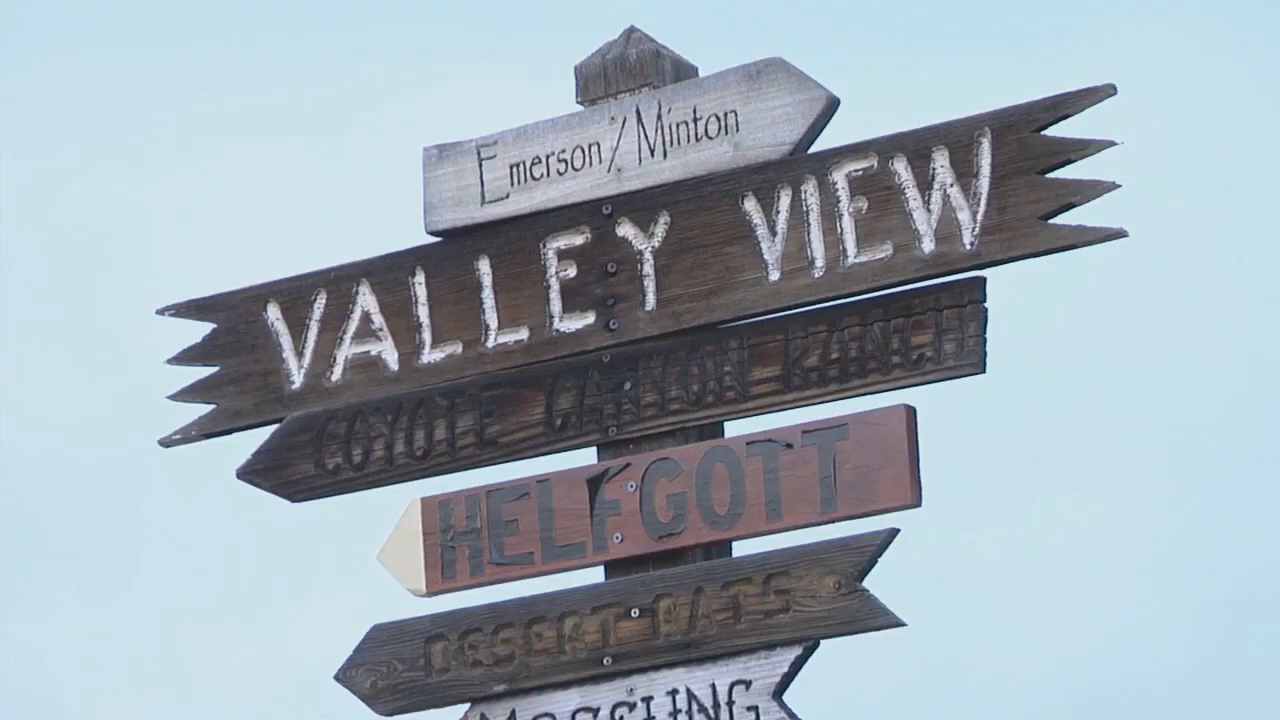 Emerson/Minton
VALLEY VIEW
COYOTE CANYON RANCH
HELFGOTT
DESERT RATS